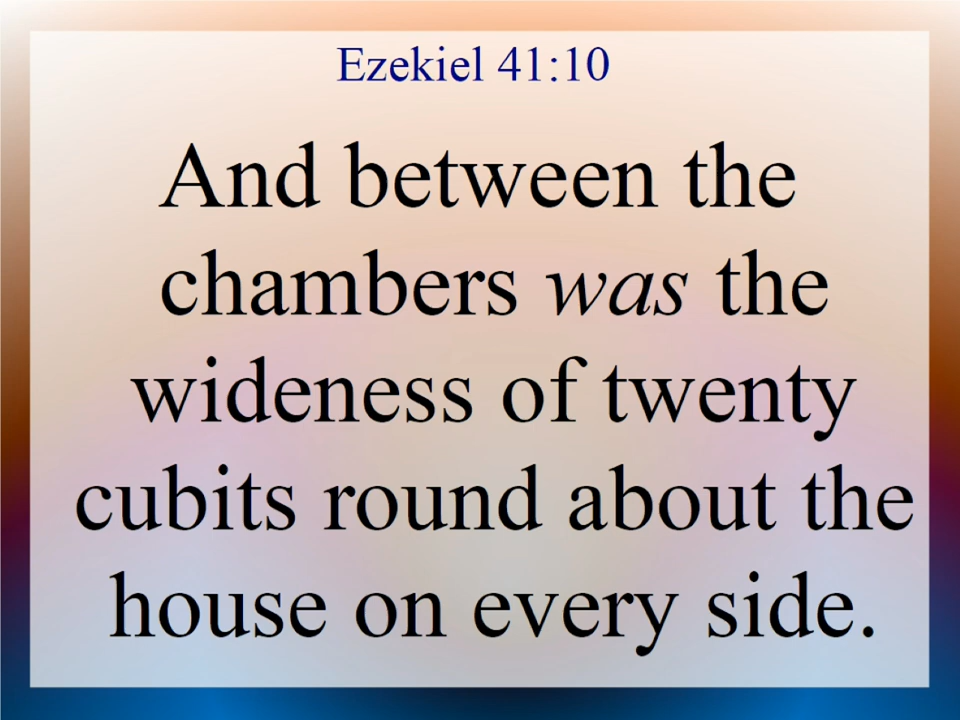 Ezekiel 41:10
And between the
chambers was the
wideness of twenty
cubits round about the
house on every side.